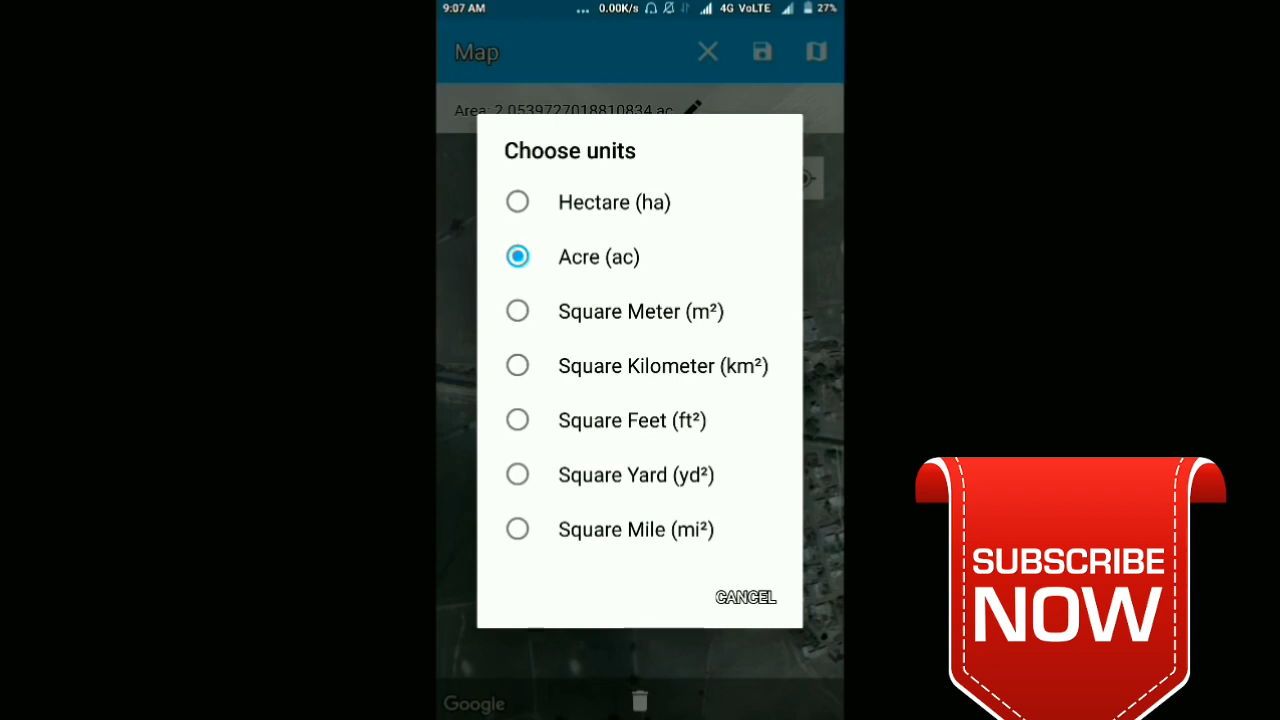 9:07 AM ... 0.00K/s 4G VoLTE 27%
Map
Area: 2.0539727018810834 ac
Choose units
Hectare (ha)
Acre (ac)
Square Meter (m²)
Square Kilometer (km²)
Square Feet (ft²)
Square Yard (yd²)
Square Mile (mi²)
CANCEL
Google
SUBSCRIBE
NOW